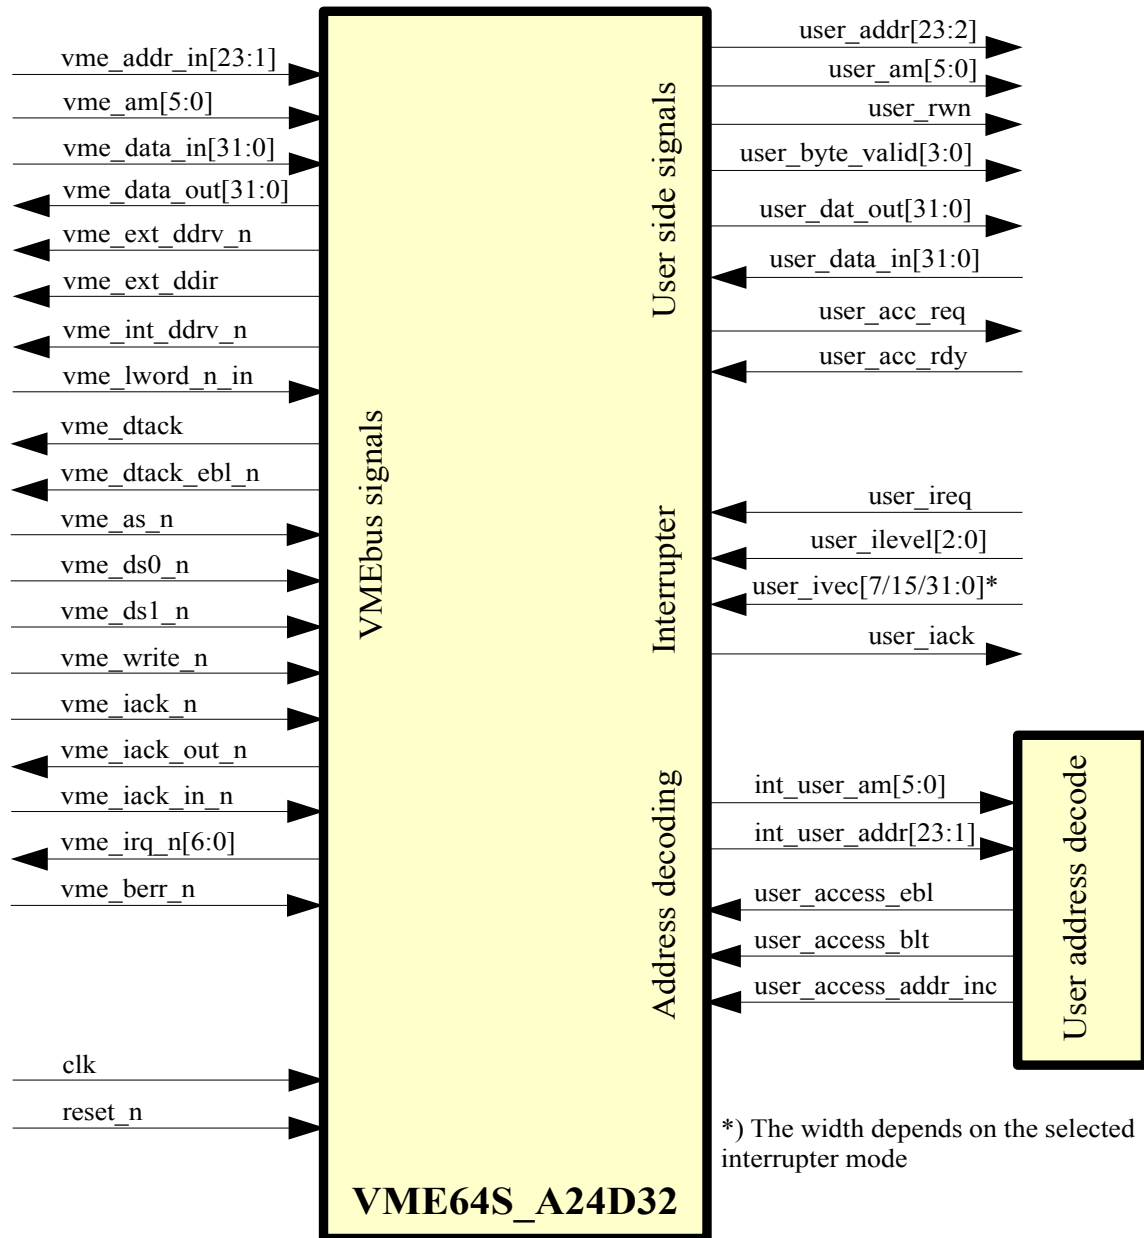 vme_addr_in[23:1]
vme_am[5:0]
vme_data_in[31:0]
vme_data_out[31:0]
vme_ext_ddrv_n
vme_ext_ddir
vme_int_ddrv_n
vme_lword_n_in
vme_dtack
vme_dtack_ebl_n
vme_as_n
vme_ds0_n
vme_ds1_n
vme_write_n
vme_iack_n
vme_iack_out_n
vme_iack_in_n
vme_irq_n[6:0]
vme_berr_n
clk
reset_n
VMEbus signals
User side signals
Interrupter
Address decoding
VME64S_A24D32
user_addr[23:2]
user_am[5:0]
user_rwn
user_byte_valid[3:0]
user_dat_out[31:0]
user_data_in[31:0]
user_acc_req
user_acc_rdy
user_ireq
user_ilevel[2:0]
user_ivec[7/15/31:0]*
user_iack
int_user_am[5:0]
int_user_addr[23:1]
user_access_ebl
user_access_blt
user_access_addr_inc
User address decode
*) The width depends on the selected
interrupter mode